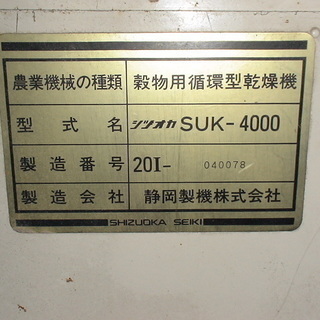 農業機械の種類 穀物用循環型乾燥機
型式名 シヅオカ SUK-4000
製造番号 201- 040078
製造会社 静岡製機株式会社
SHIZUOKA SEIKI